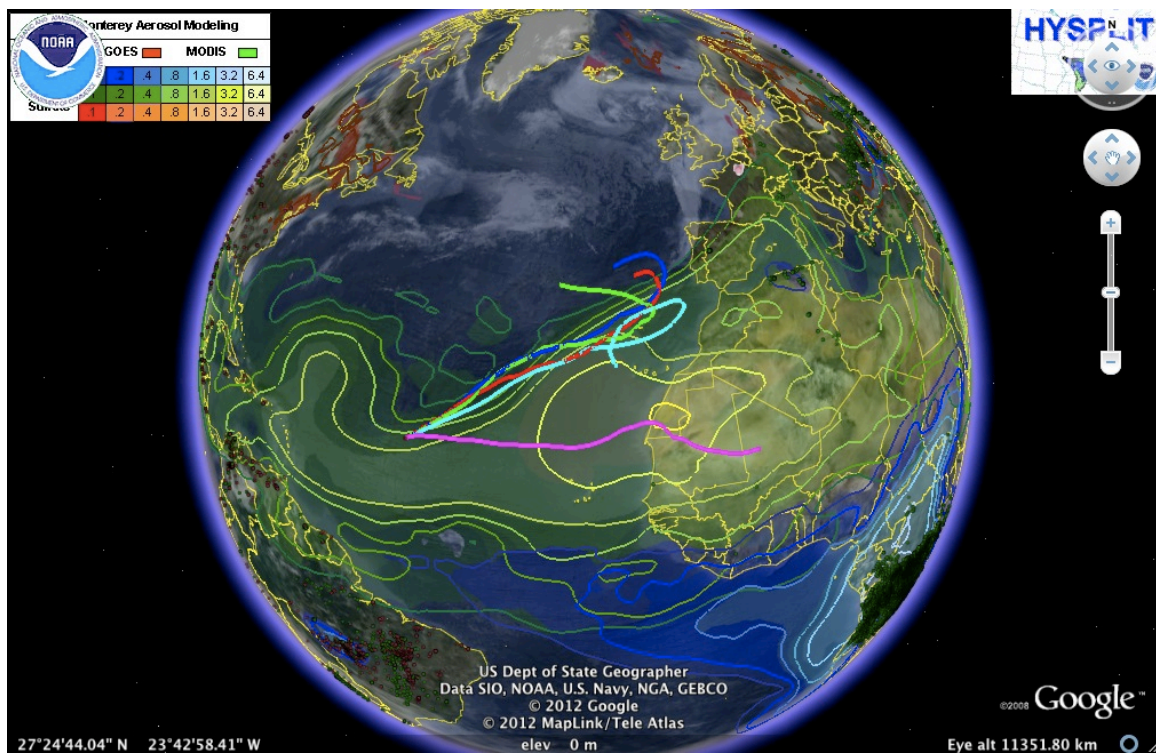 Monterey Aerosol Modeling
NOAA
GOES MODIS
.2 .4 .8 1.6 3.2 6.4
.2 .4 .8 1.6 3.2 6.4
.1 .2 .4 .8 1.6 3.2 6.4
HYSPLIT
N
US Dept of State Geographer
Data SIO, NOAA, U.S. Navy, NGA, GEBCO
© 2012 Google
© 2012 MapLink/Tele Atlas
©2008 Google™
27°24'44.04" N 23°42'58.41" W
elev 0 m
Eye alt 11351.80 km